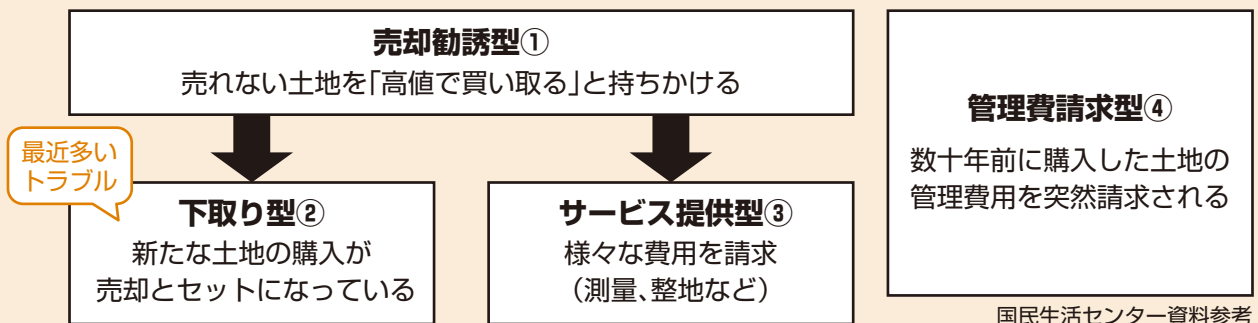 売却勧誘型①
売れない土地を「高値で買い取る」と持ちかける
最近多い
トラブル
下取り型②
新たな土地の購入が
売却とセットになっている
サービス提供型③
様々な費用を請求
（測量、整地など）
管理費請求型④
数十年前に購入した土地の
管理費用を突然請求される
国民生活センター資料参考